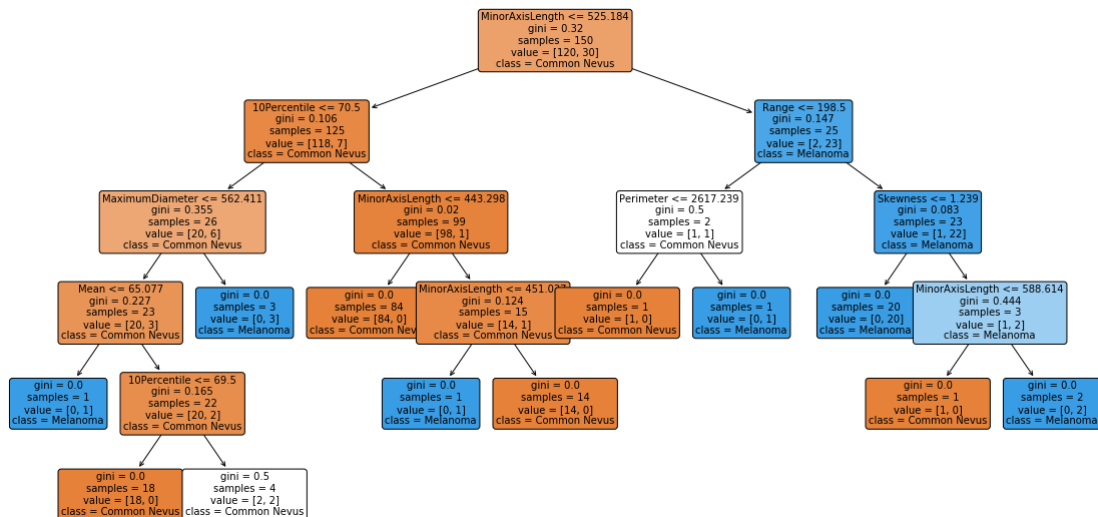 MinorAxisLength <= 525.184
gini = 0.32
samples = 150
value = [120, 30]
class = Common Nevus
10Percentile <= 70.5
gini = 0.106
samples = 125
value = [118, 7]
class = Common Nevus
Range <= 198.5
gini = 0.147
samples = 25
value = [2, 23]
class = Melanoma
MaximumDiameter <= 562.411
gini = 0.355
samples = 26
value = [20, 6]
class = Common Nevus
MinorAxisLength <= 443.298
gini = 0.02
samples = 99
value = [98, 1]
class = Common Nevus
Perimeter <= 2617.239
gini = 0.5
samples = 2
value = [1, 1]
class = Common Nevus
Skewness <= 1.239
gini = 0.083
samples = 23
value = [1, 22]
class = Melanoma
Mean <= 65.077
gini = 0.227
samples = 23
value = [20, 3]
class = Common Nevus
gini = 0.0
samples = 3
value = [0, 3]
class = Melanoma
gini = 0.0
samples = 84
value = [84, 0]
class = Common
MinorAxisLength <=
gini = 0.124
samples = 15
value = [14, 1]
class = Common Nevus
gini = 0.0
samples = 1
value = [1, 0]
class = Common Nevus
gini = 0.0
samples = 1
value = [0, 1]
class = Melanoma
gini = 0.0
samples = 20
value = [0, 20]
class = Melanoma
MinorAxisLength <= 588.614
gini = 0.444
samples = 3
value = [1, 2]
class = Melanoma
gini = 0.0
samples = 1
value = [0, 1]
class = Melanoma
10Percentile <= 69.5
gini = 0.165
samples = 22
value = [20, 2]
class = Common Nevus
gini = 0.0
samples = 1
value = [0, 1]
class = Melanoma
gini = 0.0
samples = 14
value = [14, 0]
class = Common Nevus
gini = 0.0
samples = 1
value = [1, 0]
class = Common Nevus
gini = 0.0
samples = 2
value = [0, 2]
class = Melanoma
gini = 0.0
samples = 18
value = [18, 0]
class = Common Nevus
gini = 0.5
samples = 4
value = [2, 2]
class = Common Nevus